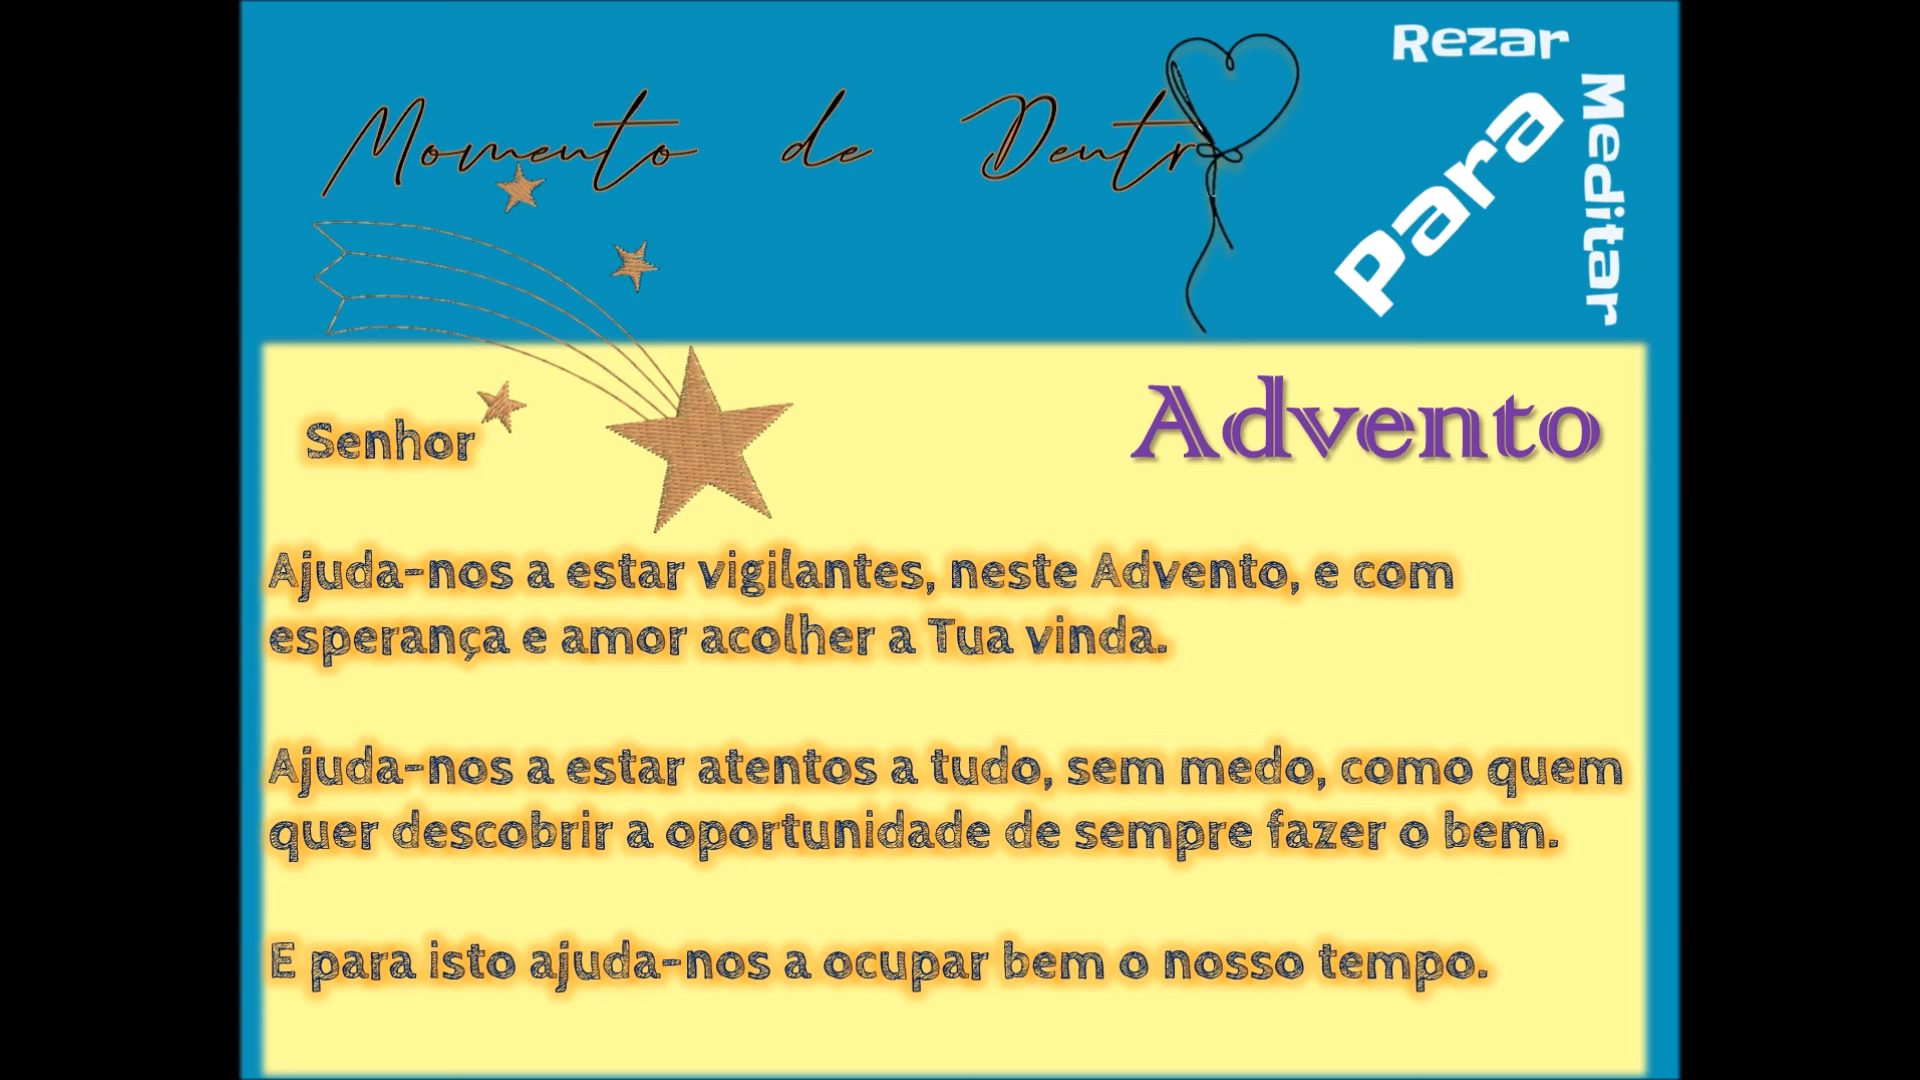 Momento de Dentr
Rezar
Para
Meditar
Advento
Senhor
Ajuda-nos a estar vigilantes, neste Advento, e com
esperança e amor acolher a Tua vinda.
Ajuda-nos a estar atentos a tudo, sem medo, como quem
quer descobrir a oportunidade de sempre fazer o bem.
E para isto ajuda-nos a ocupar bem o nosso tempo.